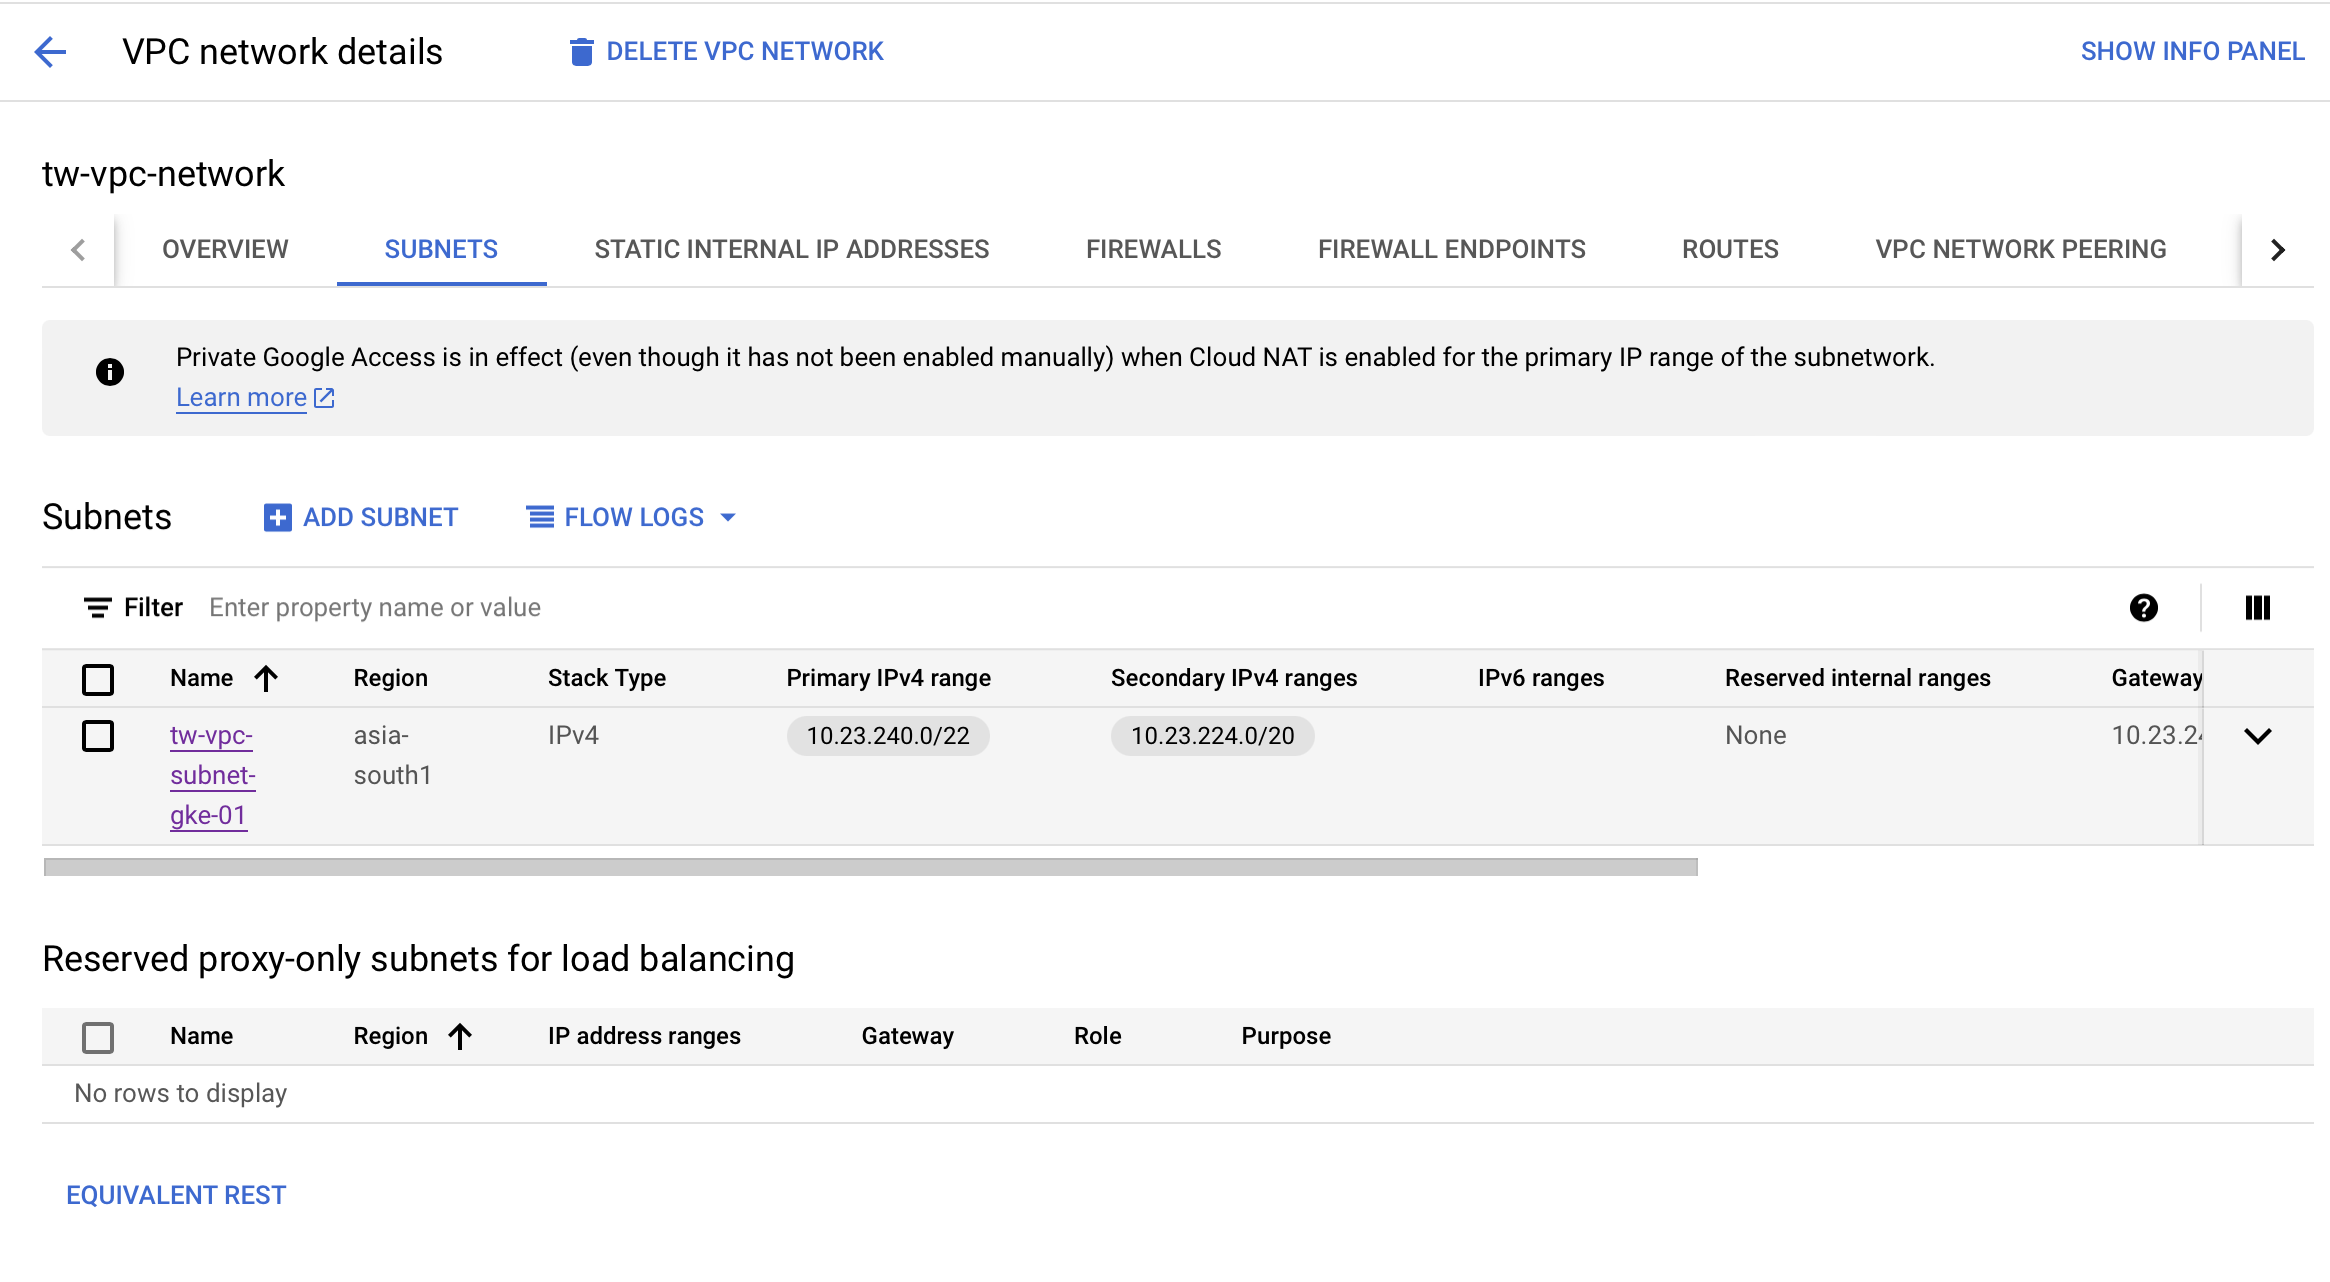 VPC network details
DELETE VPC NETWORK
SHOW INFO PANEL
tw-vpc-network
OVERVIEW
SUBNETS
STATIC INTERNAL IP ADDRESSES
FIREWALLS
FIREWALL ENDPOINTS
ROUTES
VPC NETWORK PEERING
Private Google Access is in effect (even though it has not been enabled manually) when Cloud NAT is enabled for the primary IP range of the subnetwork.
Learn more
Subnets
ADD SUBNET
FLOW LOGS
Filter Enter property name or value
Name Region Stack Type Primary IPv4 range Secondary IPv4 ranges IPv6 ranges Reserved internal ranges Gateway
tw-vpc- asia- IPv4 10.23.240.0/22 10.23.224.0/20 None 10.23.2
subnet- south1
gke-01
Reserved proxy-only subnets for load balancing
Name Region IP address ranges Gateway Role Purpose
No rows to display
EQUIVALENT REST